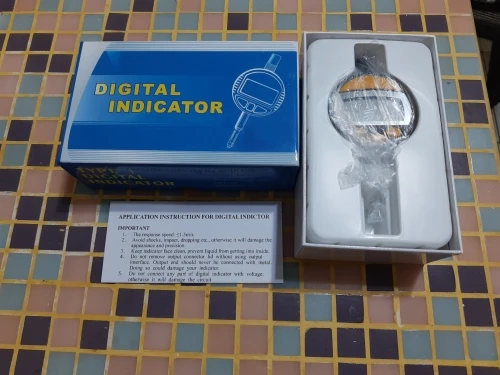 DIGITAL
INDICATOR
DIGITAL
INDICATOR
APPLICATION INSTRUCTION FOR DIGITAL INDICTOR
IMPORTANT
1. The response speed: ≤1.5m/s.
2. Avoid shocks, impact, dropping etc., otherwise it will damage the
appearance and precision.
3. Keep indicator face clean, prevent liquid from getting into inside.
4. Do not remove output connector lid without using output
interface. Output end should never be connected with metal.
Doing so could damage your indicator.
5. Do not contact any part of digital indicator with voltage,
otherwise it will damage the circuit.